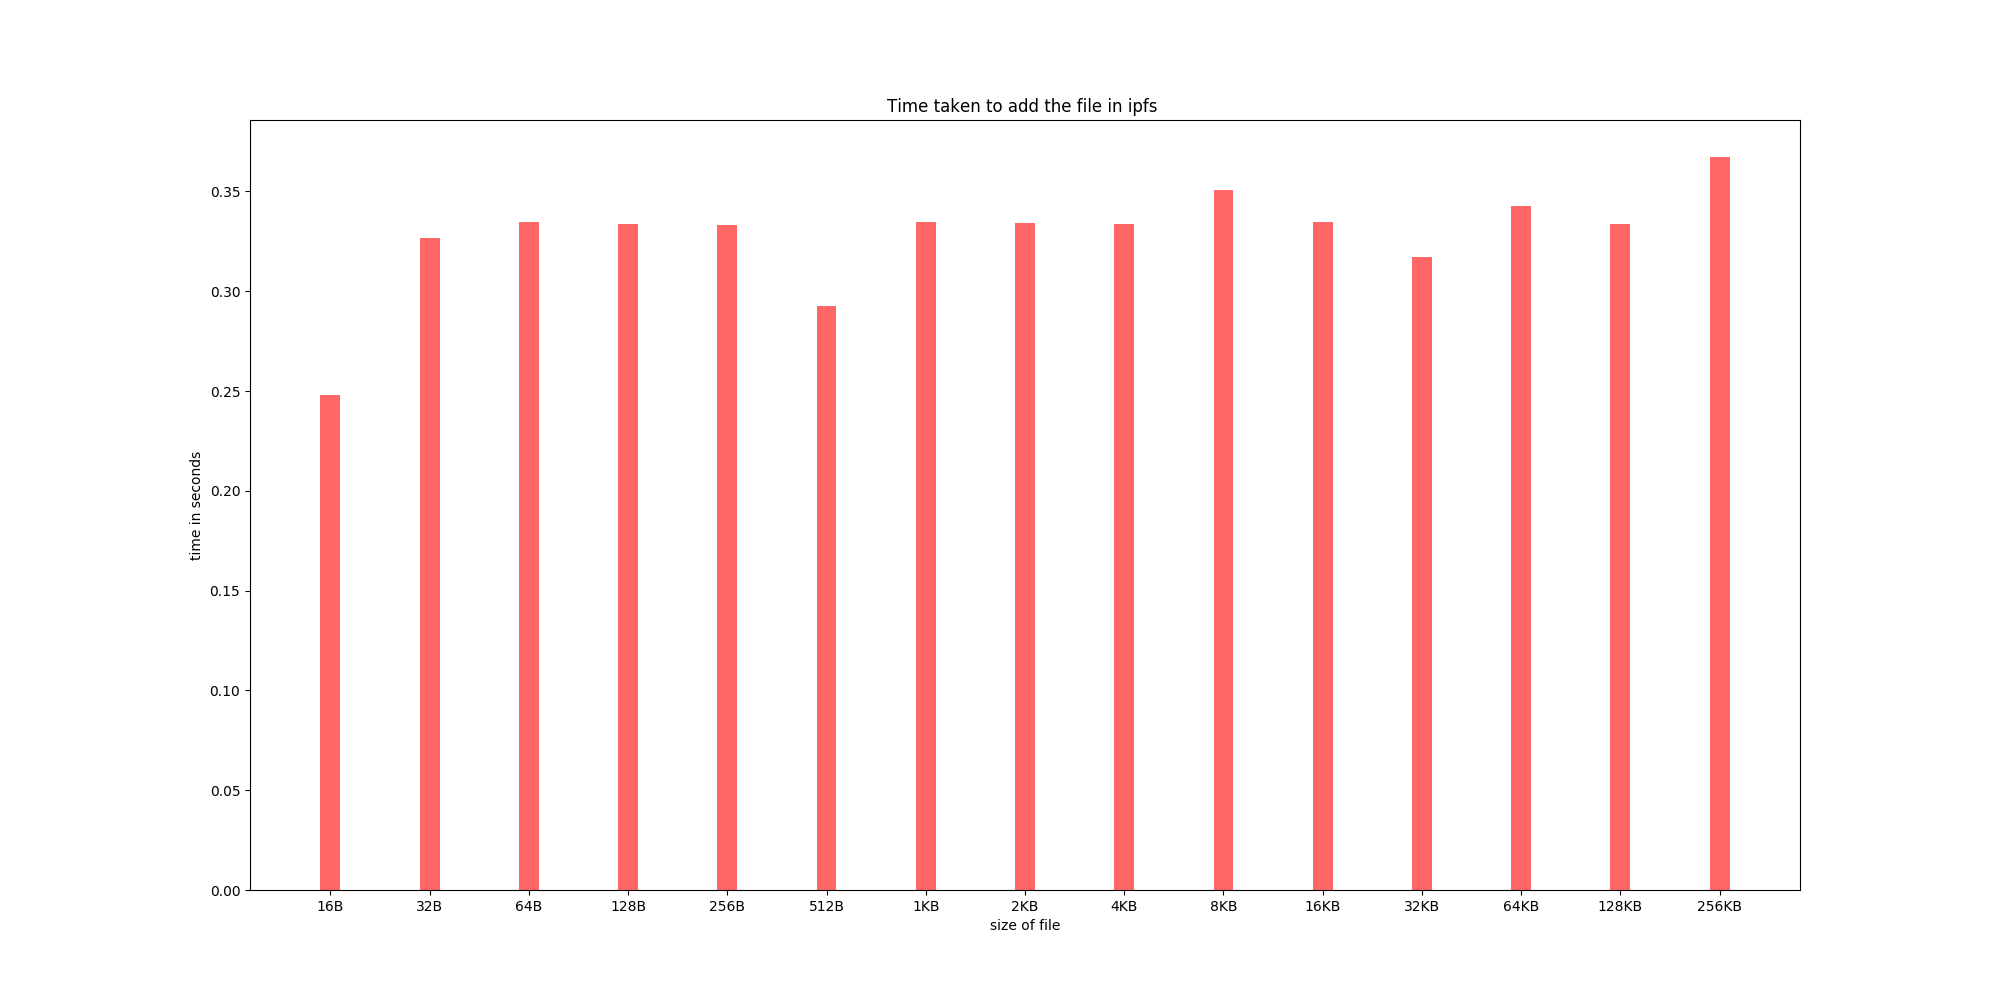 Time taken to add the file in ipfs
0.35
0.30
0.25
0.20
0.15
0.10
0.05
0.00
time in seconds
16B 32B 64B 128B 256B 512B 1KB 2KB 4KB 8KB 16KB 32KB 64KB 128KB 256KB
size of file